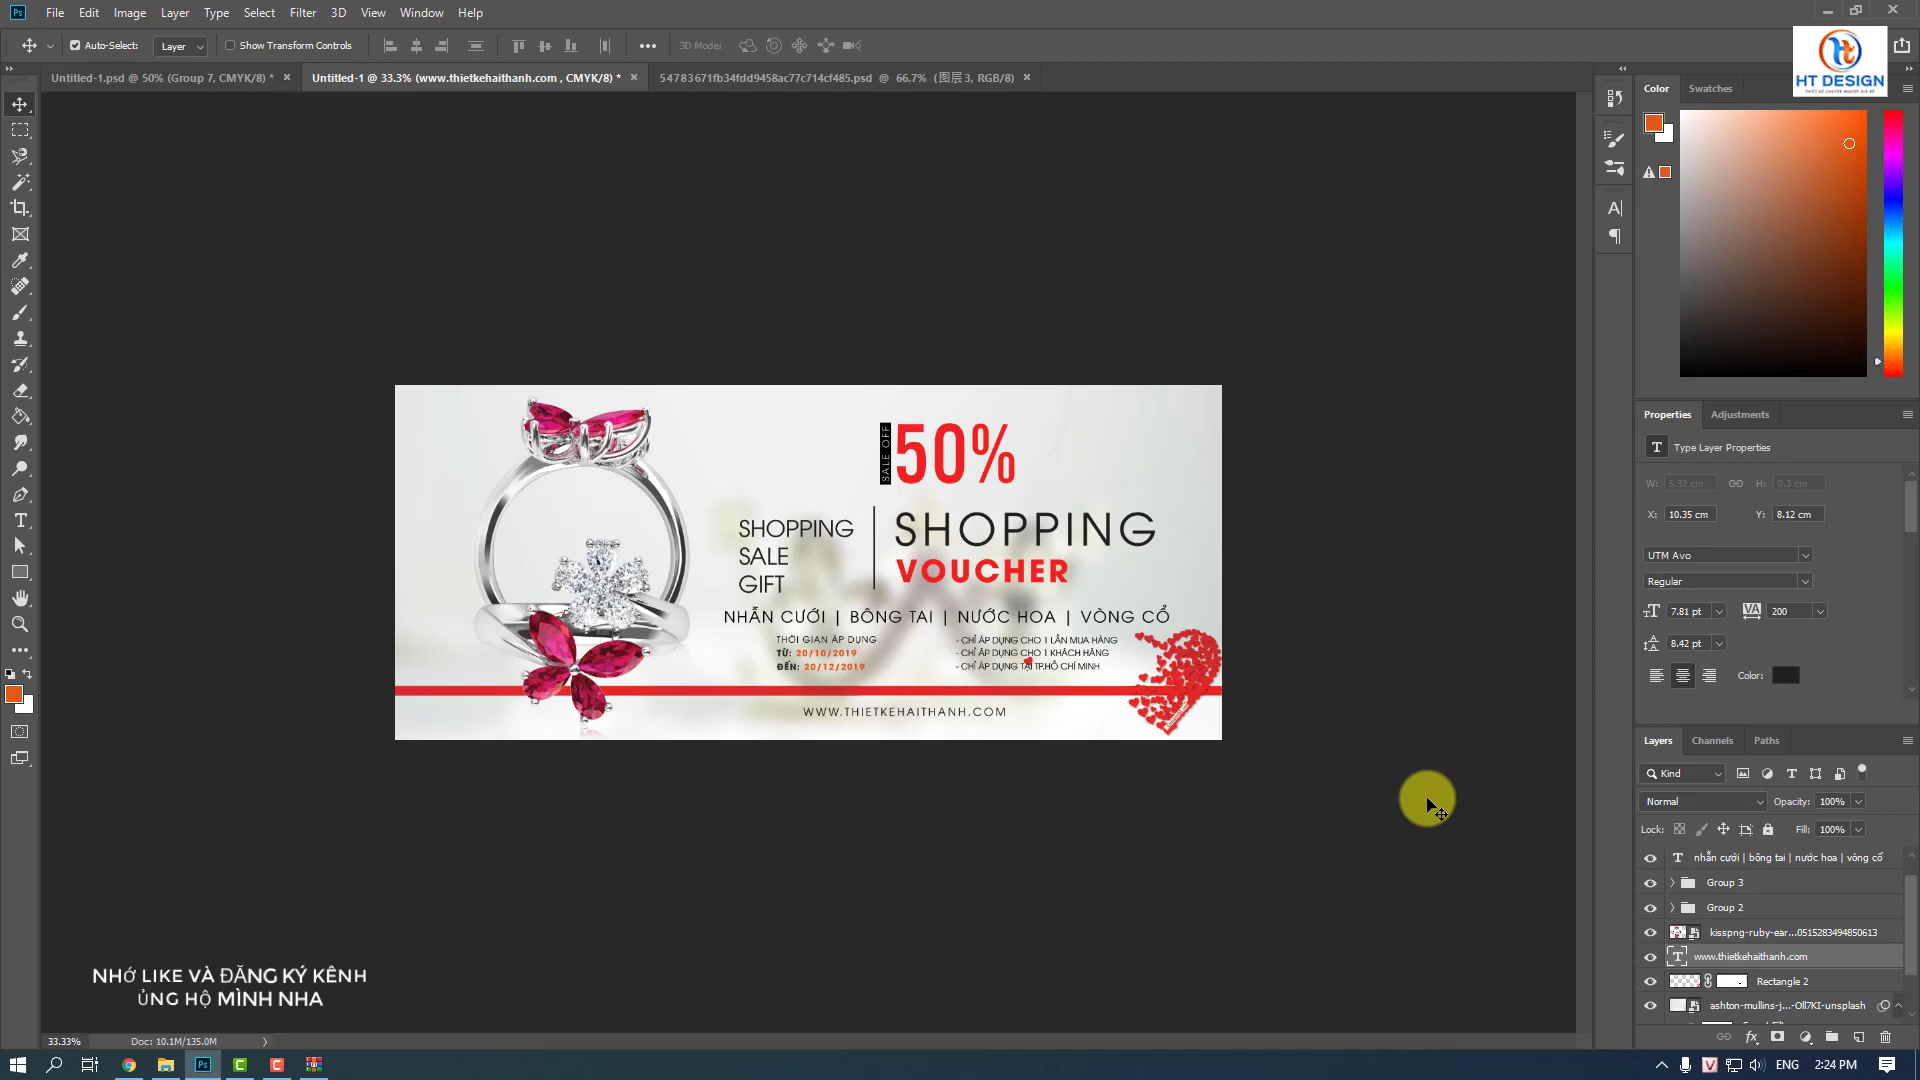 Ps File Edit Image Layer Type Select Filter 3D View Window Help
Auto-Select: Layer Show Transform Controls 3D Mode:
HT DESIGN
Untitled-1.psd @ 50% (Group 7, CMYK/8) * × Untitled-1 @ 33.3% (www.thietkehaithanh.com , CMYK/8) * × 54783671fb34fdd9458ac77c714cf485.psd @ 66.7% (图层3, RGB/8) ×
Color Swatches
SALE OFF
50%
SHOPPING
SALE
GIFT
SHOPPING
VOUCHER
NHẪN CƯỚI | BÔNG TAI | NƯỚC HOA | VÒNG CỔ
THỜI GIAN ÁP DỤNG
TỪ: 20/10/2019
ĐẾN: 20/12/2019
- CHỈ ÁP DỤNG CHO 1 LẦN MUA HÀNG
- CHỈ ÁP DỤNG CHO 1 KHÁCH HÀNG
- CHỈ ÁP DỤNG TẠI TP.HỒ CHÍ MINH
WWW.THIETKEHAITHANH.COM
Properties Adjustments
T Type Layer Properties
W: 5.32 cm H: 0.3 cm
X: 10.35 cm Y: 8.12 cm
UTM Avo
Regular
7.81 pt VA 200
8.42 pt
Color:
Layers Channels Paths
Kind
Normal Opacity: 100%
Lock: Fill: 100%
T nhẫn cưới | bông tai | nước hoa | vòng cổ
Group 3
Group 2
kisspng-ruby-ear...0515283494850613
T www.thietkehaithanh.com
Rectangle 2
ashton-mullins-j...-Oll7KI-unsplash
NHỚ LIKE VÀ ĐĂNG KÝ KÊNH
ỦNG HỘ MÌNH NHA
33.33% Doc: 10.1M/135.0M
ENG 2:24 PM